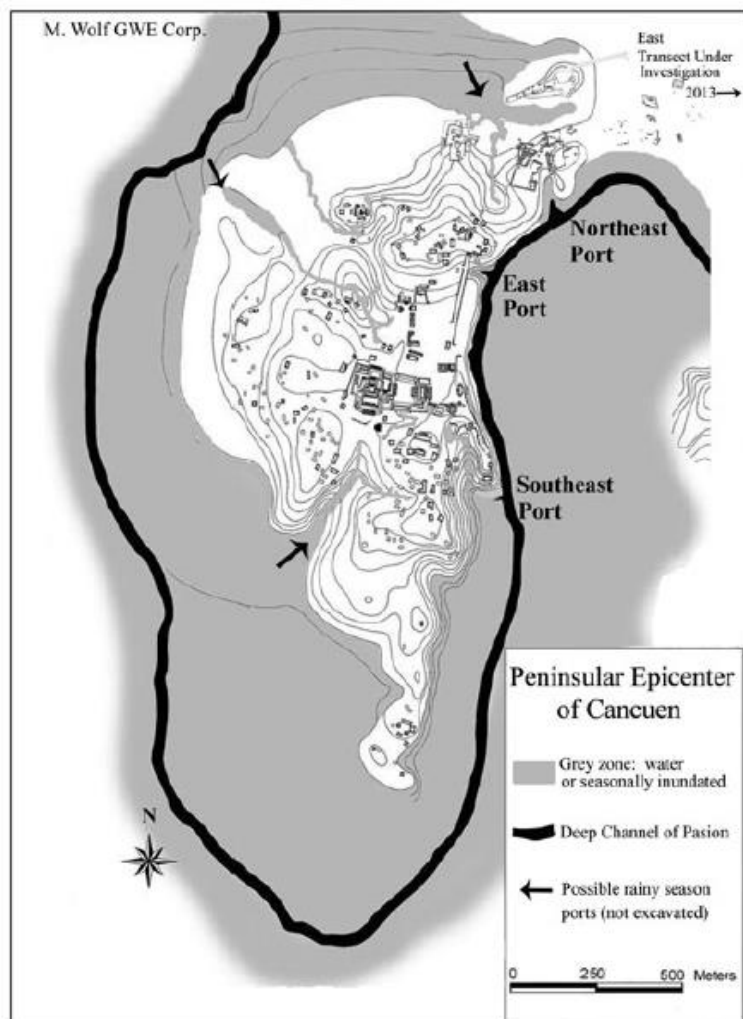 M. Wolf GWE Corp.
East
Transect Under
Investigation
2013
Northeast
Port
East
Port
Southeast
Port
Peninsular Epicenter
of Cancuen
Grey zone: water
or seasonally inundated
Deep Channel of Pasion
Possible rainy season
ports (not excavated)
N
0 250 500 Meters